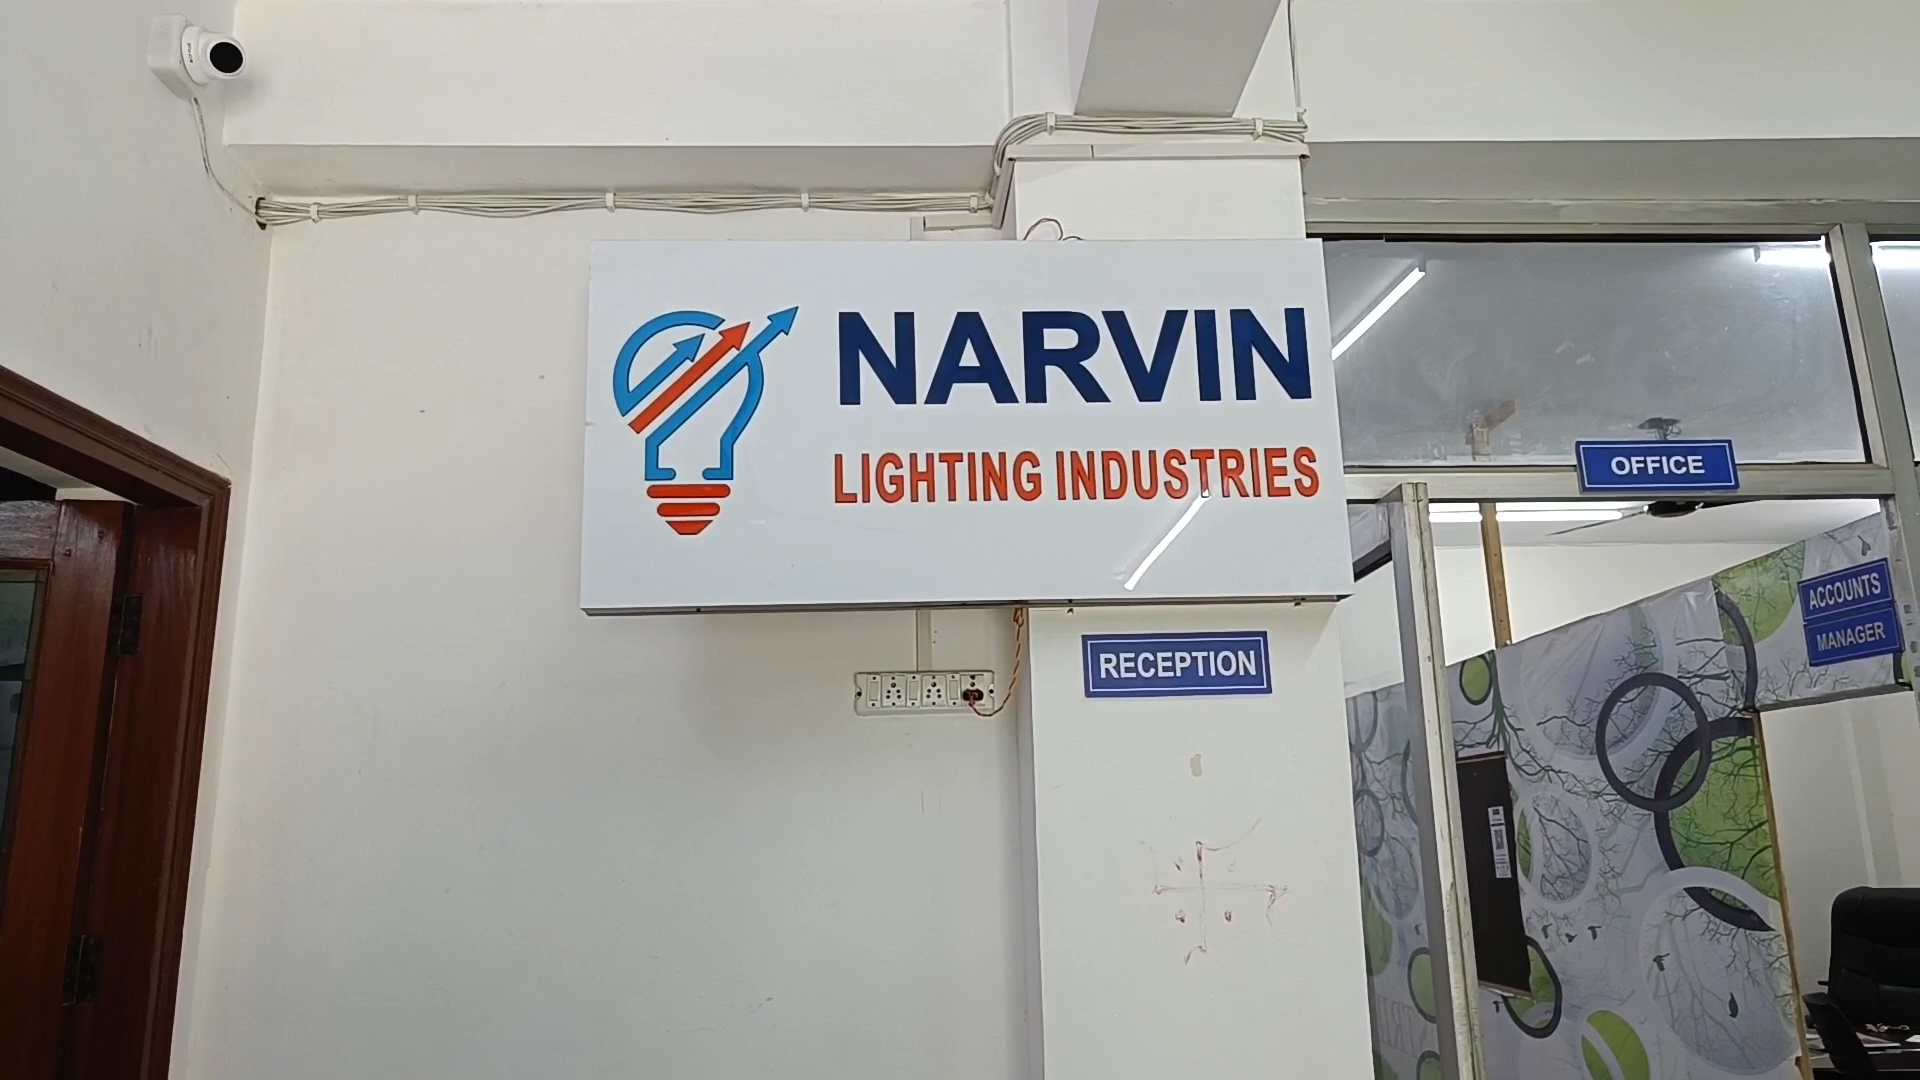 NARVIN
LIGHTING INDUSTRIES
OFFICE
ACCOUNTS
MANAGER
RECEPTION